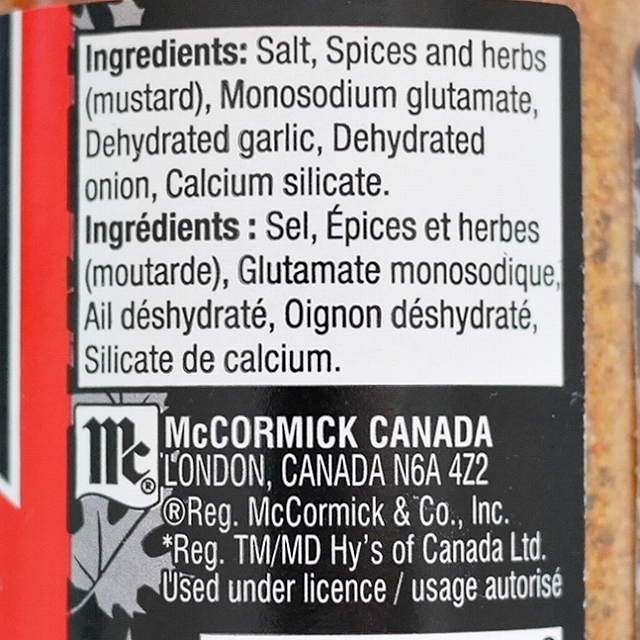 Ingredients: Salt, Spices and herbs
(mustard), Monosodium glutamate,
Dehydrated garlic, Dehydrated
onion, Calcium silicate.
Ingrédients : Sel, Épices et herbes
(moutarde), Glutamate monosodique,
Ail déshydraté, Oignon déshydraté,
Silicate de calcium.
Mc®
McCORMICK CANADA
LONDON, CANADA N6A 4Z2
®Reg. McCormick & Co., Inc.
*Reg. TM/MD Hy's of Canada Ltd.
Used under licence / usage autorisé